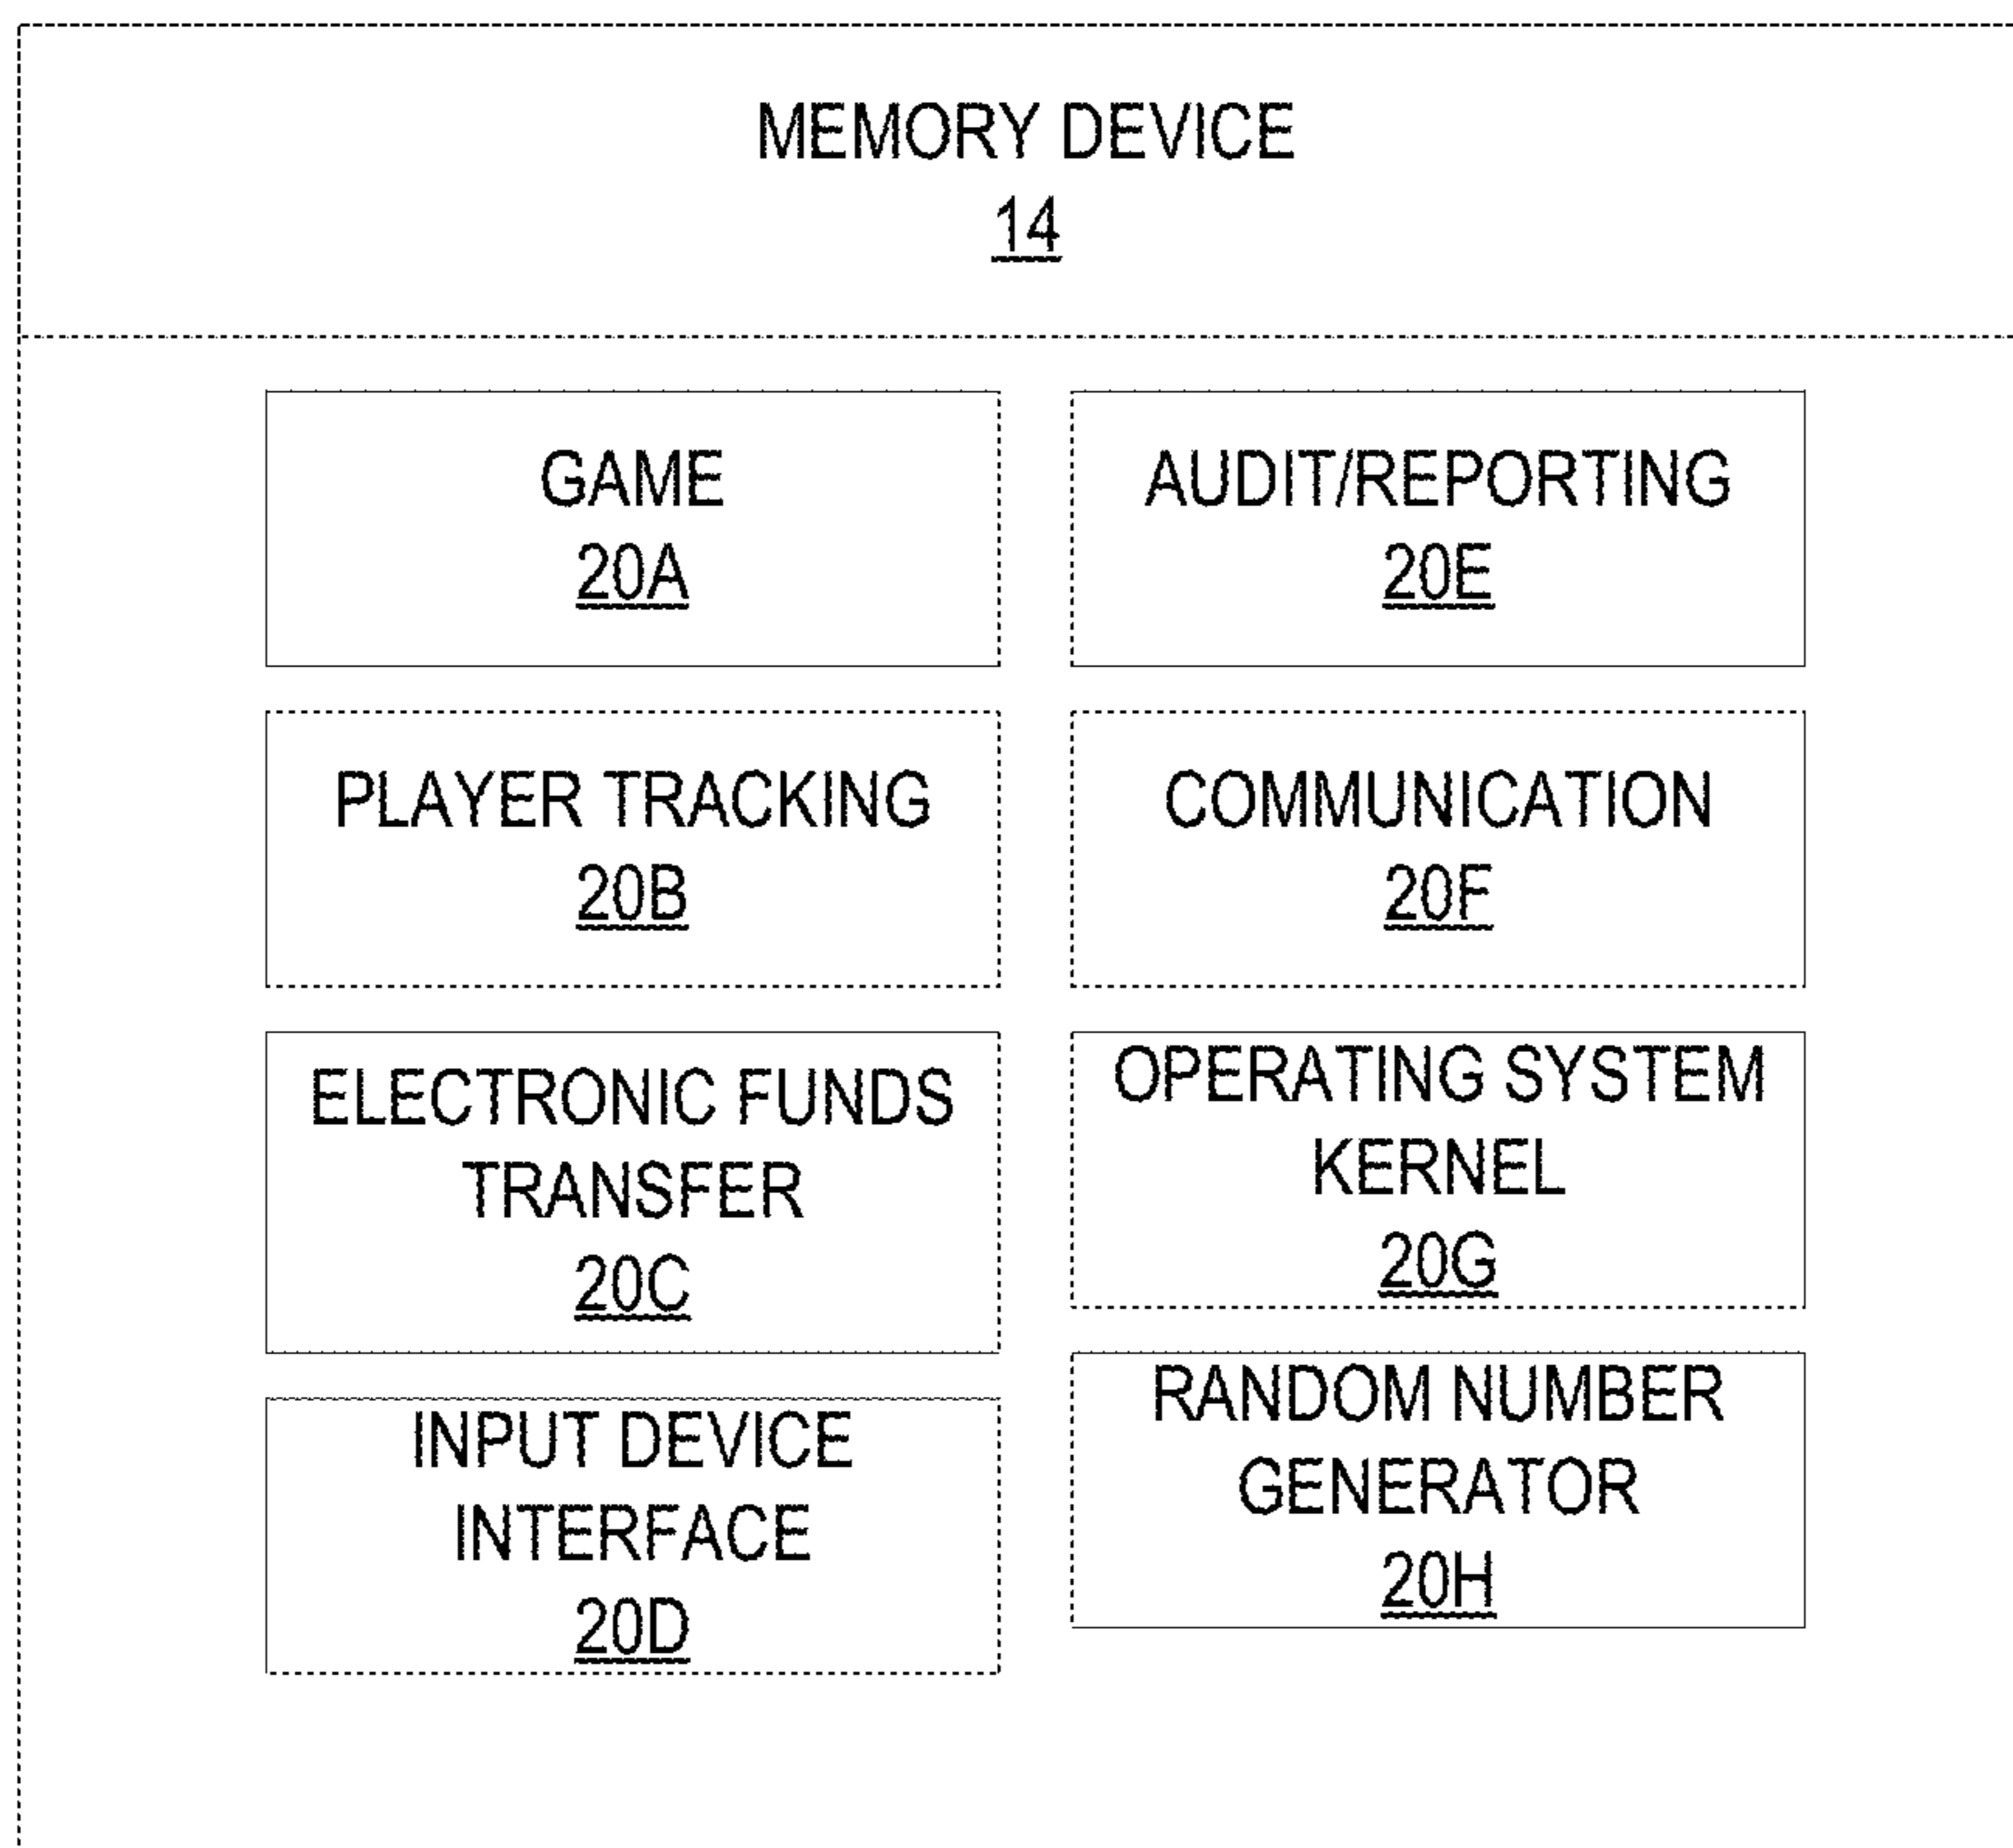 MEMORY DEVICE
14
GAME
20A
PLAYER TRACKING
20B
ELECTRONIC FUNDS
TRANSFER
20C
INPUT DEVICE
INTERFACE
20D
AUDIT/REPORTING
20E
COMMUNICATION
20F
OPERATING SYSTEM
KERNEL
20G
RANDOM NUMBER
GENERATOR
20H